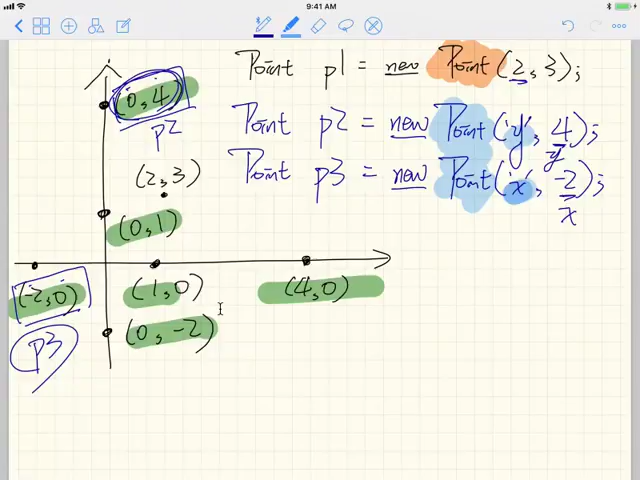 9:41 AM
Point p1 = new Point(2,3);
(0,4)
p2
Point p2 = new Point('y', 4);
y
Point p3 = new Point('x', -2);
x
(2,3)
(0,1)
(-2,0)
(1,0)
(4,0)
(0,-2)
p3